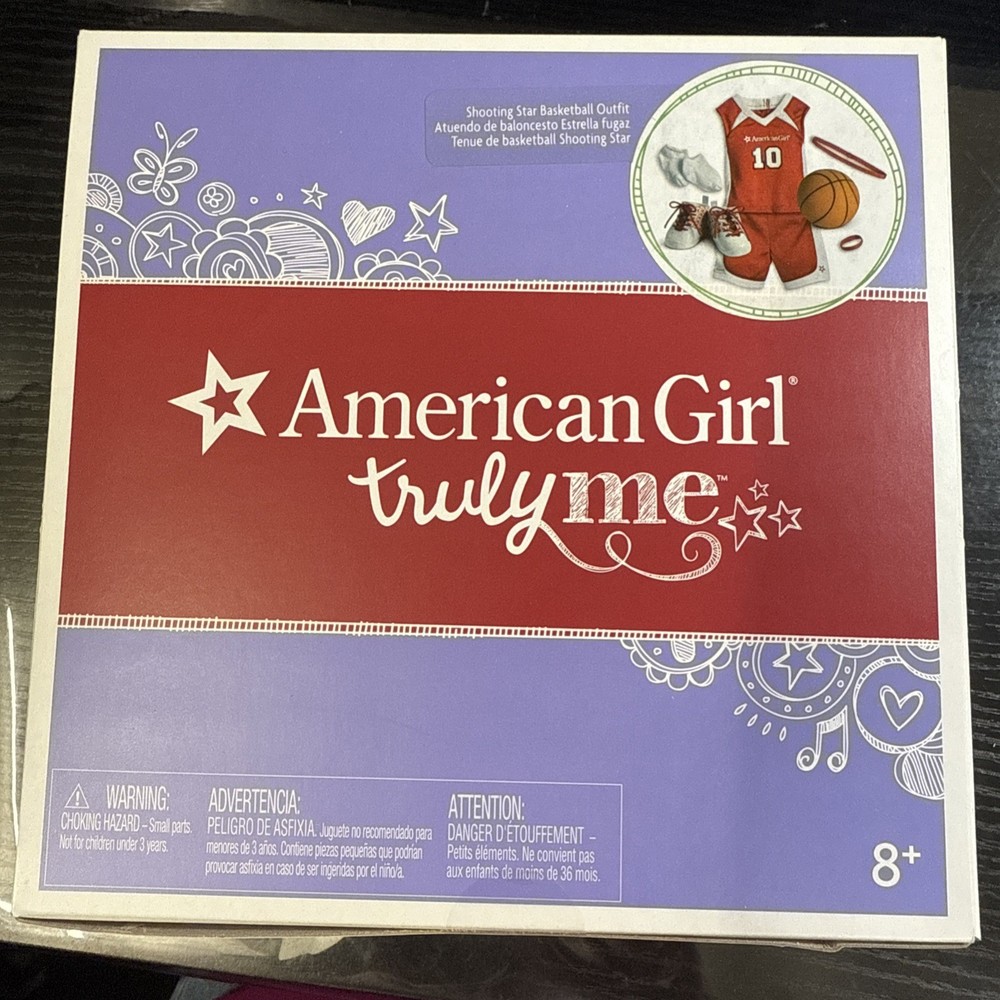 Shooting Star Basketball Outfit
Atuendo de baloncesto Estrella fugaz
Tenue de basketball Shooting Star
American Girl
10
American Girl®
truly me™
WARNING:
CHOKING HAZARD – Small parts.
Not for children under 3 years.
ADVERTENCIA:
PELIGRO DE ASFIXIA. Juguete no recomendado para
menores de 3 años. Contiene piezas pequeñas que podrían
provocar asfixia en caso de ser ingeridas por el niño/a.
ATTENTION:
DANGER D'ÉTOUFFEMENT –
Petits éléments. Ne convient pas
aux enfants de moins de 36 mois.
8+